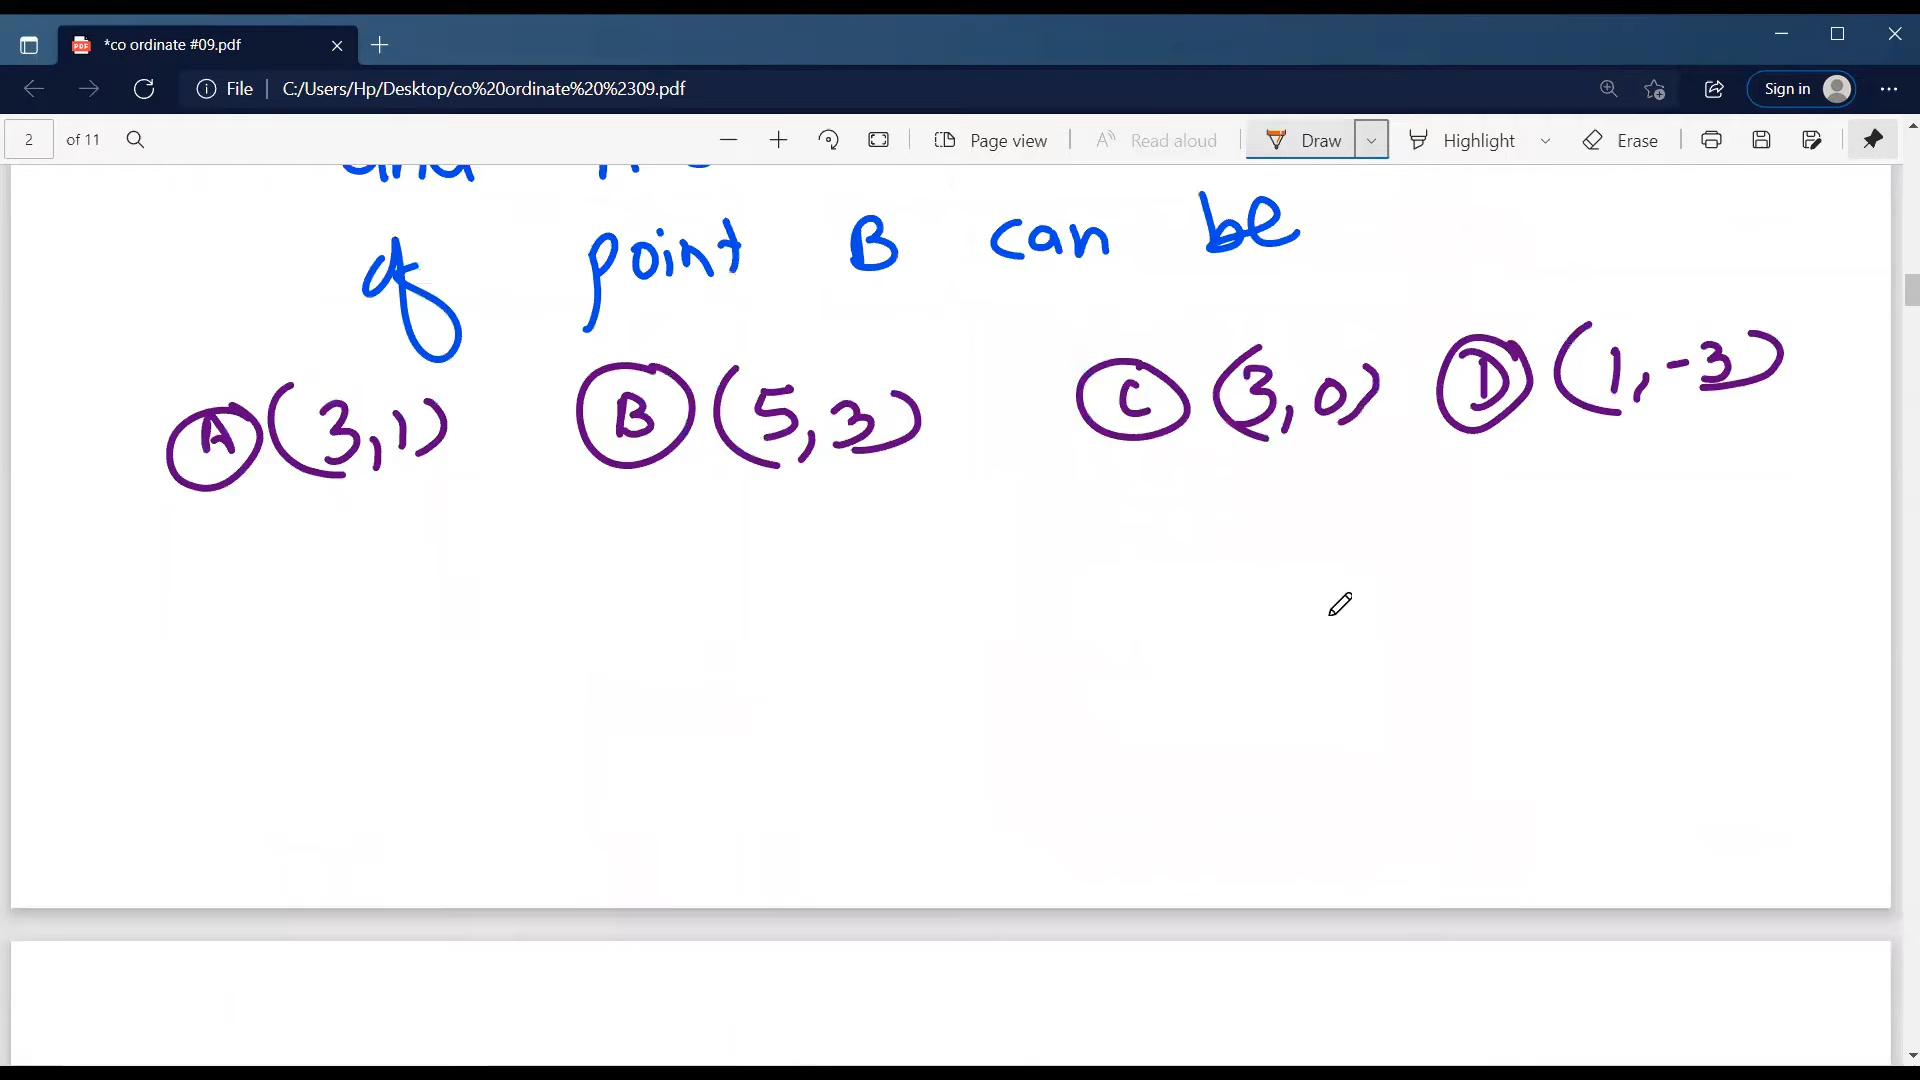 *co ordinate #09.pdf
File | C:/Users/Hp/Desktop/co%20ordinate%20%2309.pdf
Sign in
2 of 11
Page view
Read aloud
Draw
Highlight
Erase
of point B can be
A (3,1) B (5,3) C (3,0) D (1,-3)